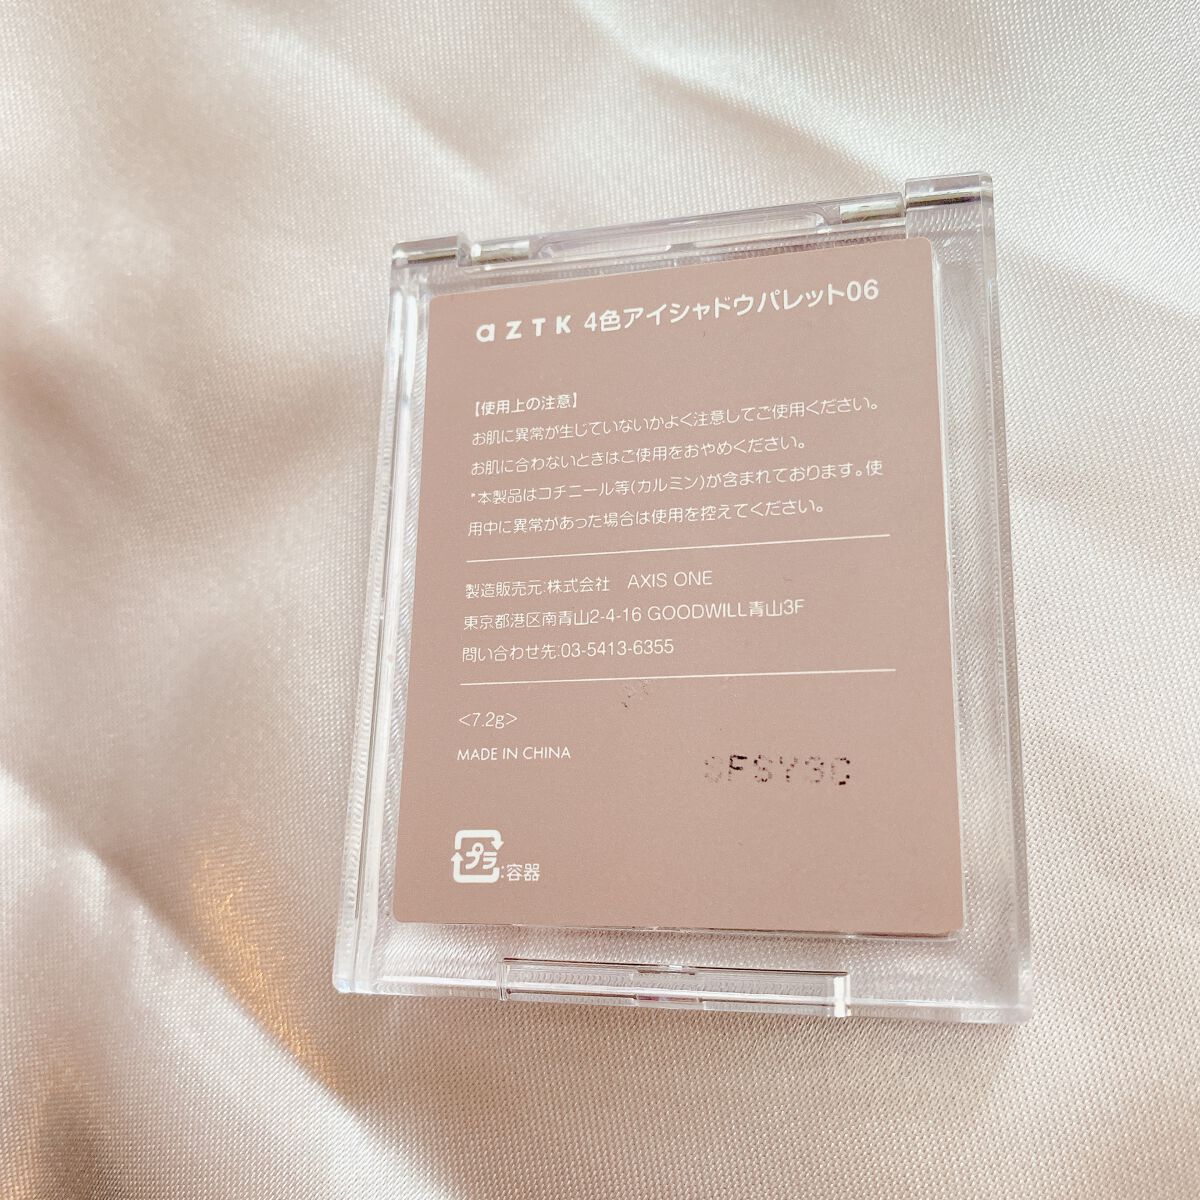 aZTK 4色アイシャドウパレット06
【使用上の注意】
お肌に異常が生じていないかよく注意してご使用ください。
お肌に合わないときはご使用をおやめください。
*本製品はコチニール等(カルミン)が含まれております。使
用中に異常があった場合は使用を控えてください。
製造販売元:株式会社 AXIS ONE
東京都港区南青山2-4-16 GOODWILL青山3F
問い合わせ先:03-5413-6355
<7.2g>
MADE IN CHINA
プラ:容器